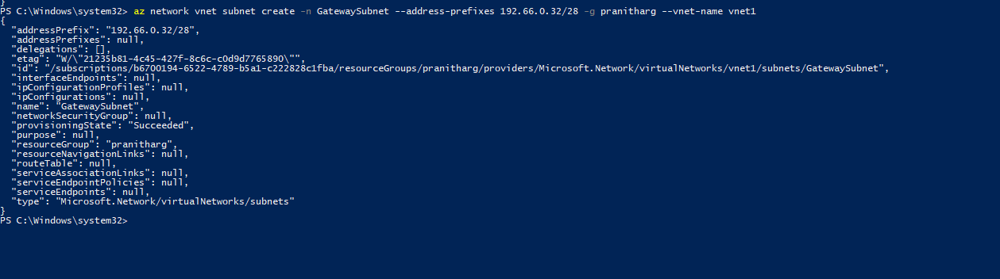 }
PS C:\Windows\system32> az network vnet subnet create -n GatewaySubnet --address-prefixes 192.66.0.32/28 -g pranitharg --vnet-name vnet1
{
  "addressPrefix": "192.66.0.32/28",
  "addressPrefixes": null,
  "delegations": [],
  "etag": "W/\"21235b81-4c45-427f-8c6c-c0d9d7765890\"",
  "id": "/subscriptions/b6700194-6522-4789-b5a1-c222828c1fba/resourceGroups/pranitharg/providers/Microsoft.Network/virtualNetworks/vnet1/subnets/GatewaySubnet",
  "interfaceEndpoints": null,
  "ipConfigurationProfiles": null,
  "ipConfigurations": null,
  "name": "GatewaySubnet",
  "networkSecurityGroup": null,
  "provisioningState": "Succeeded",
  "purpose": null,
  "resourceGroup": "pranitharg",
  "resourceNavigationLinks": null,
  "routeTable": null,
  "serviceAssociationLinks": null,
  "serviceEndpointPolicies": null,
  "serviceEndpoints": null,
  "type": "Microsoft.Network/virtualNetworks/subnets"
}
PS C:\Windows\system32>